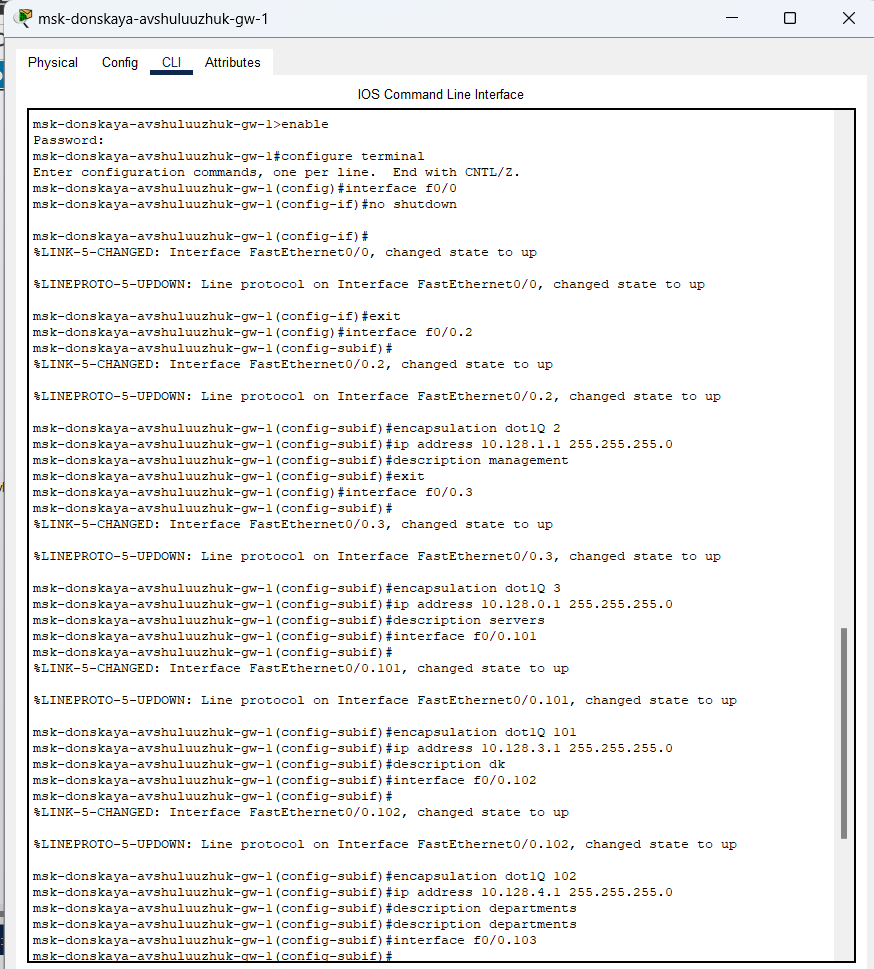 msk-donskaya-avshuluuzhuk-gw-1
Physical Config CLI Attributes
IOS Command Line Interface
msk-donskaya-avshuluuzhuk-gw-1>enable
Password:
msk-donskaya-avshuluuzhuk-gw-1#configure terminal
Enter configuration commands, one per line.  End with CNTL/Z.
msk-donskaya-avshuluuzhuk-gw-1(config)#interface f0/0
msk-donskaya-avshuluuzhuk-gw-1(config-if)#no shutdown
msk-donskaya-avshuluuzhuk-gw-1(config-if)#
%LINK-5-CHANGED: Interface FastEthernet0/0, changed state to up
%LINEPROTO-5-UPDOWN: Line protocol on Interface FastEthernet0/0, changed state to up
msk-donskaya-avshuluuzhuk-gw-1(config-if)#exit
msk-donskaya-avshuluuzhuk-gw-1(config)#interface f0/0.2
msk-donskaya-avshuluuzhuk-gw-1(config-subif)#
%LINK-5-CHANGED: Interface FastEthernet0/0.2, changed state to up
%LINEPROTO-5-UPDOWN: Line protocol on Interface FastEthernet0/0.2, changed state to up
msk-donskaya-avshuluuzhuk-gw-1(config-subif)#encapsulation dot1Q 2
msk-donskaya-avshuluuzhuk-gw-1(config-subif)#ip address 10.128.1.1 255.255.255.0
msk-donskaya-avshuluuzhuk-gw-1(config-subif)#description management
msk-donskaya-avshuluuzhuk-gw-1(config-subif)#exit
msk-donskaya-avshuluuzhuk-gw-1(config)#interface f0/0.3
msk-donskaya-avshuluuzhuk-gw-1(config-subif)#
%LINK-5-CHANGED: Interface FastEthernet0/0.3, changed state to up
%LINEPROTO-5-UPDOWN: Line protocol on Interface FastEthernet0/0.3, changed state to up
msk-donskaya-avshuluuzhuk-gw-1(config-subif)#encapsulation dot1Q 3
msk-donskaya-avshuluuzhuk-gw-1(config-subif)#ip address 10.128.0.1 255.255.255.0
msk-donskaya-avshuluuzhuk-gw-1(config-subif)#description servers
msk-donskaya-avshuluuzhuk-gw-1(config-subif)#interface f0/0.101
msk-donskaya-avshuluuzhuk-gw-1(config-subif)#
%LINK-5-CHANGED: Interface FastEthernet0/0.101, changed state to up
%LINEPROTO-5-UPDOWN: Line protocol on Interface FastEthernet0/0.101, changed state to up
msk-donskaya-avshuluuzhuk-gw-1(config-subif)#encapsulation dot1Q 101
msk-donskaya-avshuluuzhuk-gw-1(config-subif)#ip address 10.128.3.1 255.255.255.0
msk-donskaya-avshuluuzhuk-gw-1(config-subif)#description dk
msk-donskaya-avshuluuzhuk-gw-1(config-subif)#interface f0/0.102
msk-donskaya-avshuluuzhuk-gw-1(config-subif)#
%LINK-5-CHANGED: Interface FastEthernet0/0.102, changed state to up
%LINEPROTO-5-UPDOWN: Line protocol on Interface FastEthernet0/0.102, changed state to up
msk-donskaya-avshuluuzhuk-gw-1(config-subif)#encapsulation dot1Q 102
msk-donskaya-avshuluuzhuk-gw-1(config-subif)#ip address 10.128.4.1 255.255.255.0
msk-donskaya-avshuluuzhuk-gw-1(config-subif)#description departments
msk-donskaya-avshuluuzhuk-gw-1(config-subif)#description departments
msk-donskaya-avshuluuzhuk-gw-1(config-subif)#interface f0/0.103
msk-donskaya-avshuluuzhuk-gw-1(config-subif)#